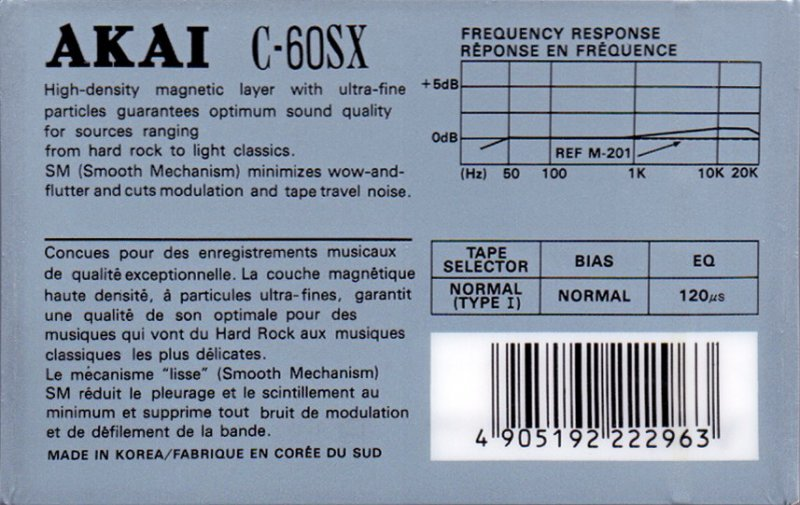 AKAI C-60SX
High-density magnetic layer with ultra-fine
particles guarantees optimum sound quality
for sources ranging
from hard rock to light classics.
SM (Smooth Mechanism) minimizes wow-and-
flutter and cuts modulation and tape travel noise.
Concues pour des enregistrements musicaux
de qualité exceptionnelle. La couche magnêtique
haute densité, â particules ultra-fines, garantit
une qualité de son optimale pour des
musiques qui vont du Hard Rock aux musiques
classiques les plus délicates.
Le mécanisme "lisse" (Smooth Mechanism)
SM réduit le pleurage et le scintillement au
minimum et supprime tout bruit de modulation
et de défilement de la bande.
MADE IN KOREA/FABRIQUE EN CORÉE DU SUD
FREQUENCY RESPONSE
RÉPONSE EN FRÉQUENCE
+5dB
0dB
REF M-201
(Hz) 50 100 1K 10K 20K
TAPE SELECTOR BIAS EQ
NORMAL (TYPE I) NORMAL 120μs
4 905192 222963